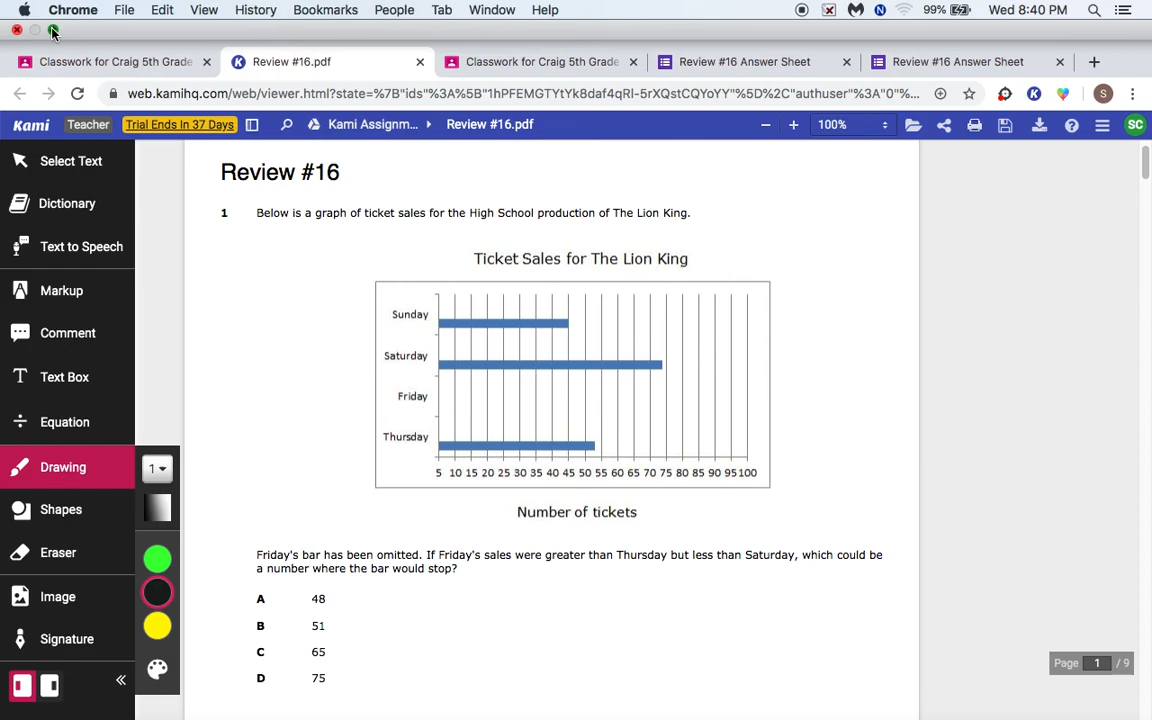 Chrome File Edit View History Bookmarks People Tab Window Help 99% Wed 8:40 PM
Classwork for Craig 5th Grade Review #16.pdf Classwork for Craig 5th Grade Review #16 Answer Sheet Review #16 Answer Sheet
web.kamihq.com/web/viewer.html?state=%7B"ids"%3A%5B"1hPFEMGTYtYk8daf4qRI-5rXQstCQYoYY"%5D%2C"authuser"%3A"0"%... S
Kami Teacher Trial Ends In 37 Days Kami Assignm... Review #16.pdf 100% SC
Select Text
Dictionary
Text to Speech
Markup
Comment
Text Box
Equation
Drawing
1
Shapes
Eraser
Image
Signature
Review #16
1 Below is a graph of ticket sales for the High School production of The Lion King.
Ticket Sales for The Lion King
Sunday
Saturday
Friday
Thursday
5 10 15 20 25 30 35 40 45 50 55 60 65 70 75 80 85 90 95 100
Number of tickets
Friday's bar has been omitted. If Friday's sales were greater than Thursday but less than Saturday, which could be
a number where the bar would stop?
A 48
B 51
C 65
D 75
Page 1 / 9